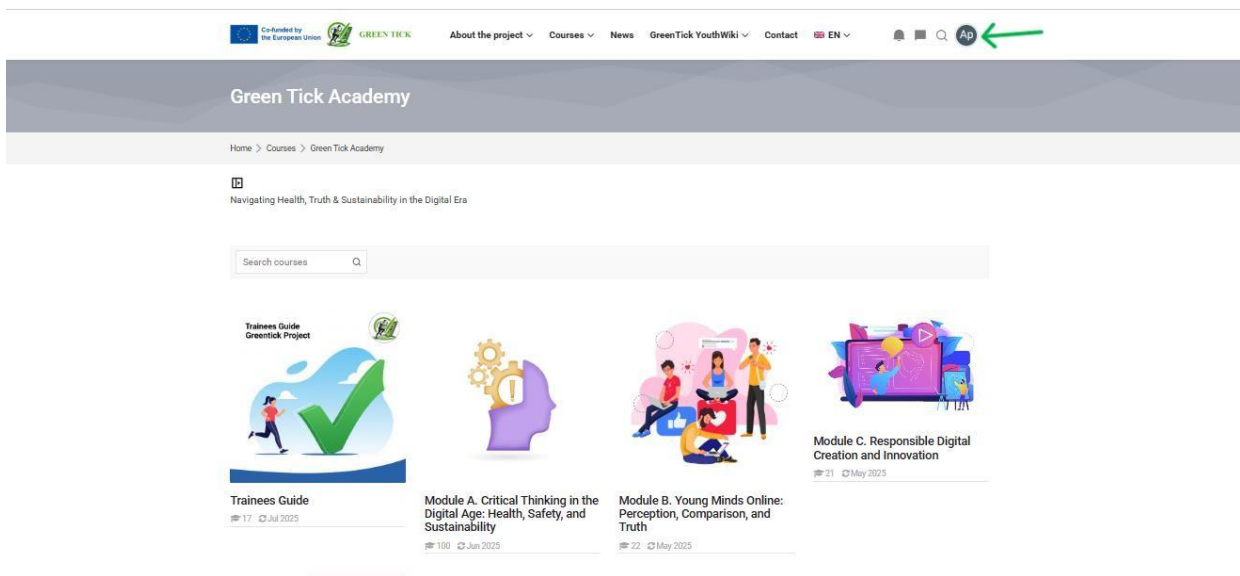 Co-funded by
the European Union
GREEN TICK
About the project Courses News GreenTick YouthWiki Contact EN
Ap
Green Tick Academy
Home > Courses > Green Tick Academy
Navigating Health, Truth & Sustainability in the Digital Era
Search courses
Trainees Guide
Greentick Project
Trainees Guide
17 Jul 2025
Module A. Critical Thinking in the
Digital Age: Health, Safety, and
Sustainability
100 Jun 2025
Module B. Young Minds Online:
Perception, Comparison, and
Truth
22 May 2025
Module C. Responsible Digital
Creation and Innovation
21 May 2025